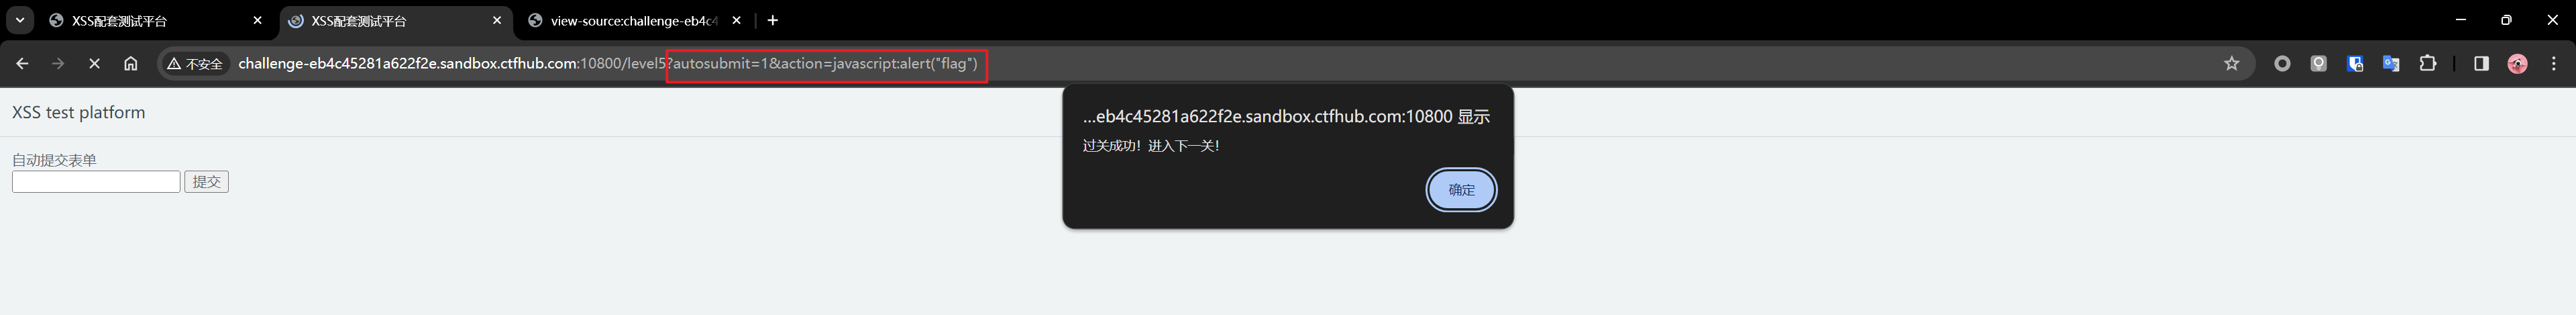 XSS配套测试平台
XSS配套测试平台
view-source:challenge-eb4c4
不安全 challenge-eb4c45281a622f2e.sandbox.ctfhub.com:10800/level5?autosubmit=1&action=javascript:alert("flag")
XSS test platform
...eb4c45281a622f2e.sandbox.ctfhub.com:10800 显示
过关成功！进入下一关！
确定
自动提交表单
提交